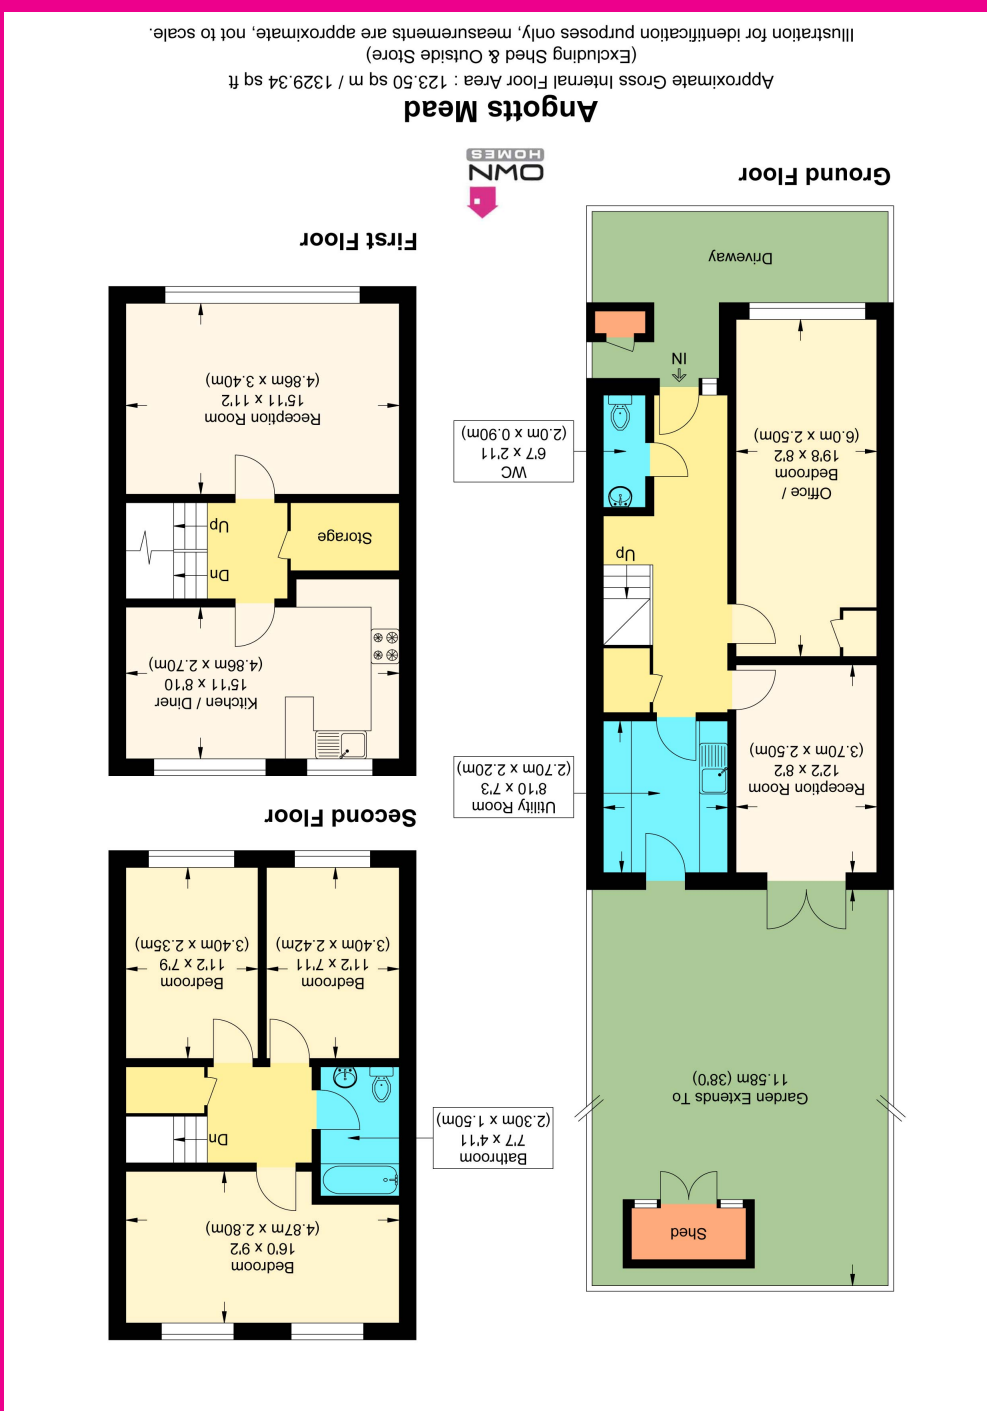 Garden Extends To
11.58m (38'0)
Shed
Reception Room
12'2 x 8'2
(3.70m x 2.50m)
Utility Room
8'10 x 7'3
(2.70m x 2.20m)
Office /
Bedroom
19'8 x 8'2
(6.0m x 2.50m)
Up
WC
6'7 x 2'11
(2.0m x 0.90m)
IN
Driveway
Ground Floor
Bedroom
16'0 x 9'2
(4.87m x 2.80m)
Bathroom
7'7 x 4'11
(2.30m x 1.50m)
Dn
Bedroom
11'2 x 7'11
(3.40m x 2.42m
Bedroom
11'2 x 7'9
(3.40m x 2.35m)
Second Floor
Kitchen / Diner
15'11 x 8'10
(4.86m x 2.70m)
Dn
Up
Storage
Reception Room
15'11 x 11'2
(4.86m x 3.40m)
First Floor
OWN
HOMES
Angotts Mead
Approximate Gross Internal Floor Area : 123.50 sq m / 1329.34 sq ft
(Excluding Shed & Outside Store)
Illustration for identification purposes only, measurements are approximate, not to scale.